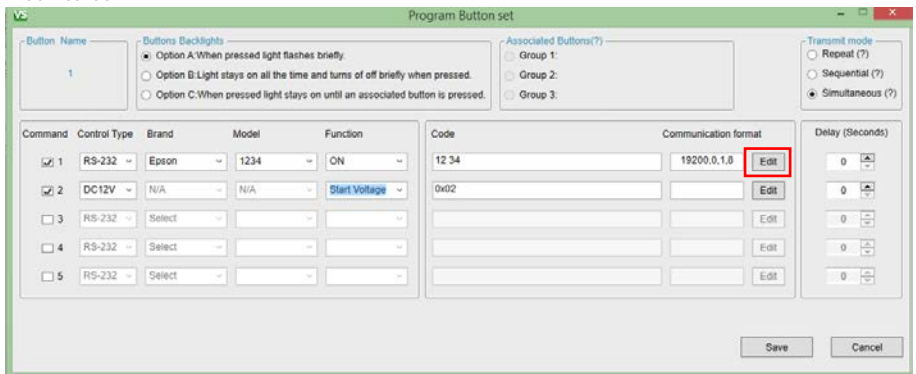 VS Program Button set
Button Name
1
Buttons Backlights
Option A:When pressed light flashes briefly.
Option B:Light stays on all the time and turns of off briefly when pressed.
Option C:When pressed light stays on until an associated button is pressed.
Associated Buttons(?)
Group 1:
Group 2:
Group 3:
Transmit mode
Repeat (?)
Sequential (?)
Simultaneous (?)
Command Control Type Brand Model Function Code Communication format Delay (Seconds)
1 RS-232 Epson 1234 ON 12 34 19200,0,1,8 Edit 0
2 DC12V N/A N/A Start Voltage 0x02 Edit 0
3 RS-232 Select Edit 0
4 RS-232 Select Edit 0
5 RS-232 Select Edit 0
Save Cancel